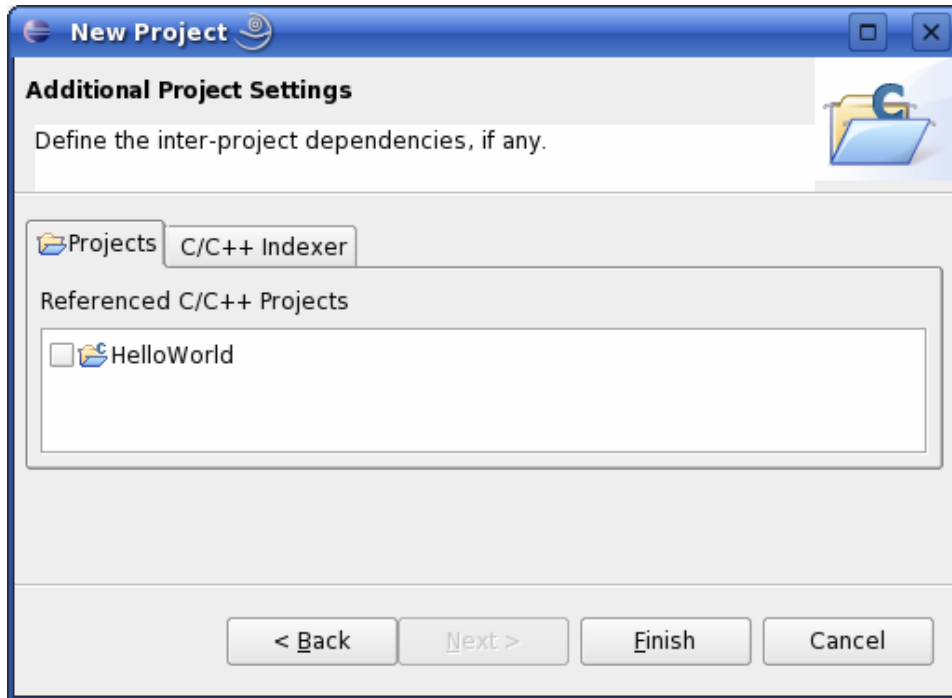 New Project
Additional Project Settings
Define the inter-project dependencies, if any.
Projects C/C++ Indexer
Referenced C/C++ Projects
HelloWorld
< Back Next > Finish Cancel